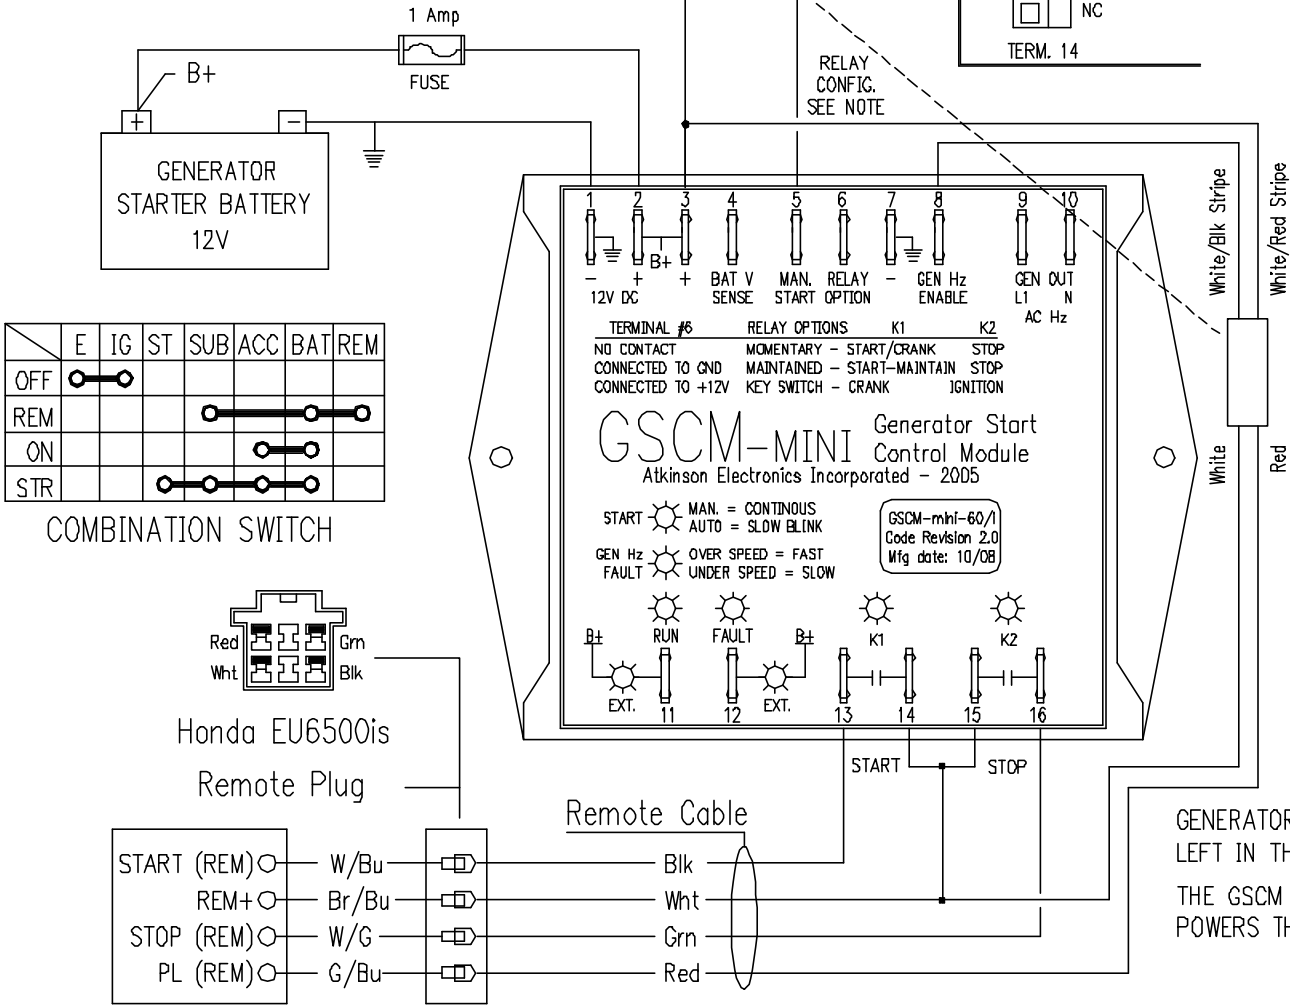 1 Amp
FUSE
B+
+
−
GENERATOR
STARTER BATTERY
12V
RELAY
CONFIG.
SEE NOTE
NC
TERM. 14
White/Blk Stripe
White/Red Stripe
White
Red
E IG ST SUB ACC BAT REM
OFF
REM
ON
STR
COMBINATION SWITCH
1 2 3 4 5 6 7 8 9 10
B+
− + + BAT V MAN. RELAY − GEN Hz GEN OUT
12V DC SENSE START OPTION ENABLE L1 N
AC Hz
TERMINAL #6 RELAY OPTIONS K1 K2
NO CONTACT MOMENTARY - START/CRANK STOP
CONNECTED TO GND MAINTAINED - START-MAINTAIN STOP
CONNECTED TO +12V KEY SWITCH - CRANK IGNITION
GSCM-MINI Generator Start
Control Module
Atkinson Electronics Incorporated - 2005
START MAN. = CONTINOUS
AUTO = SLOW BLINK
GEN Hz OVER SPEED = FAST
FAULT UNDER SPEED = SLOW
GSCM-mini-60/1
Code Revision 2.0
Mfg date: 10/08
B+ RUN FAULT B+ K1 K2
EXT. EXT.
11 12 13 14 15 16
START STOP
Red Grn
Wht Blk
Honda EU6500is
Remote Plug
Remote Cable
START (REM) W/Bu Blk
REM+ Br/Bu Wht
STOP (REM) W/G Grn
PL (REM) G/Bu Red
GENERATOR
LEFT IN TH
THE GSCM
POWERS TH